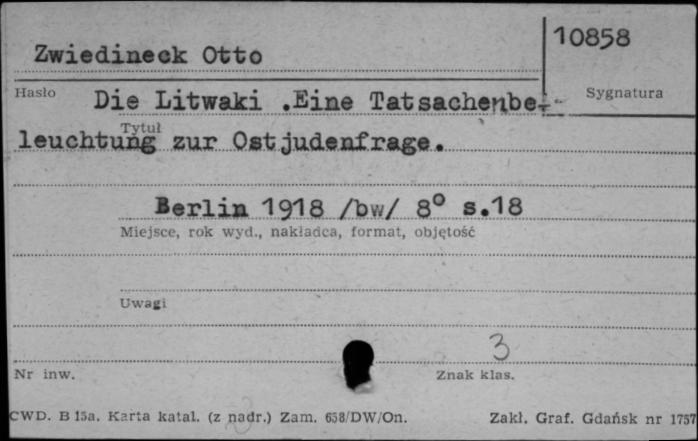 10858
Zwiedineck Otto
Hasło
Sygnatura
Die Litwaki .Eine Tatsachenbe-
Tytuł
leuchtung zur Ostjudenfrage.
Berlin 1918 /bw/ 8° s.18
Miejsce, rok wyd., nakładca, format, objętość
Uwagi
3
Nr inw.
Znak klas.
CWD. B 15a. Karta katal. (z nadr.) Zam. 658/DW/On.
Zakł. Graf. Gdańsk nr 1757